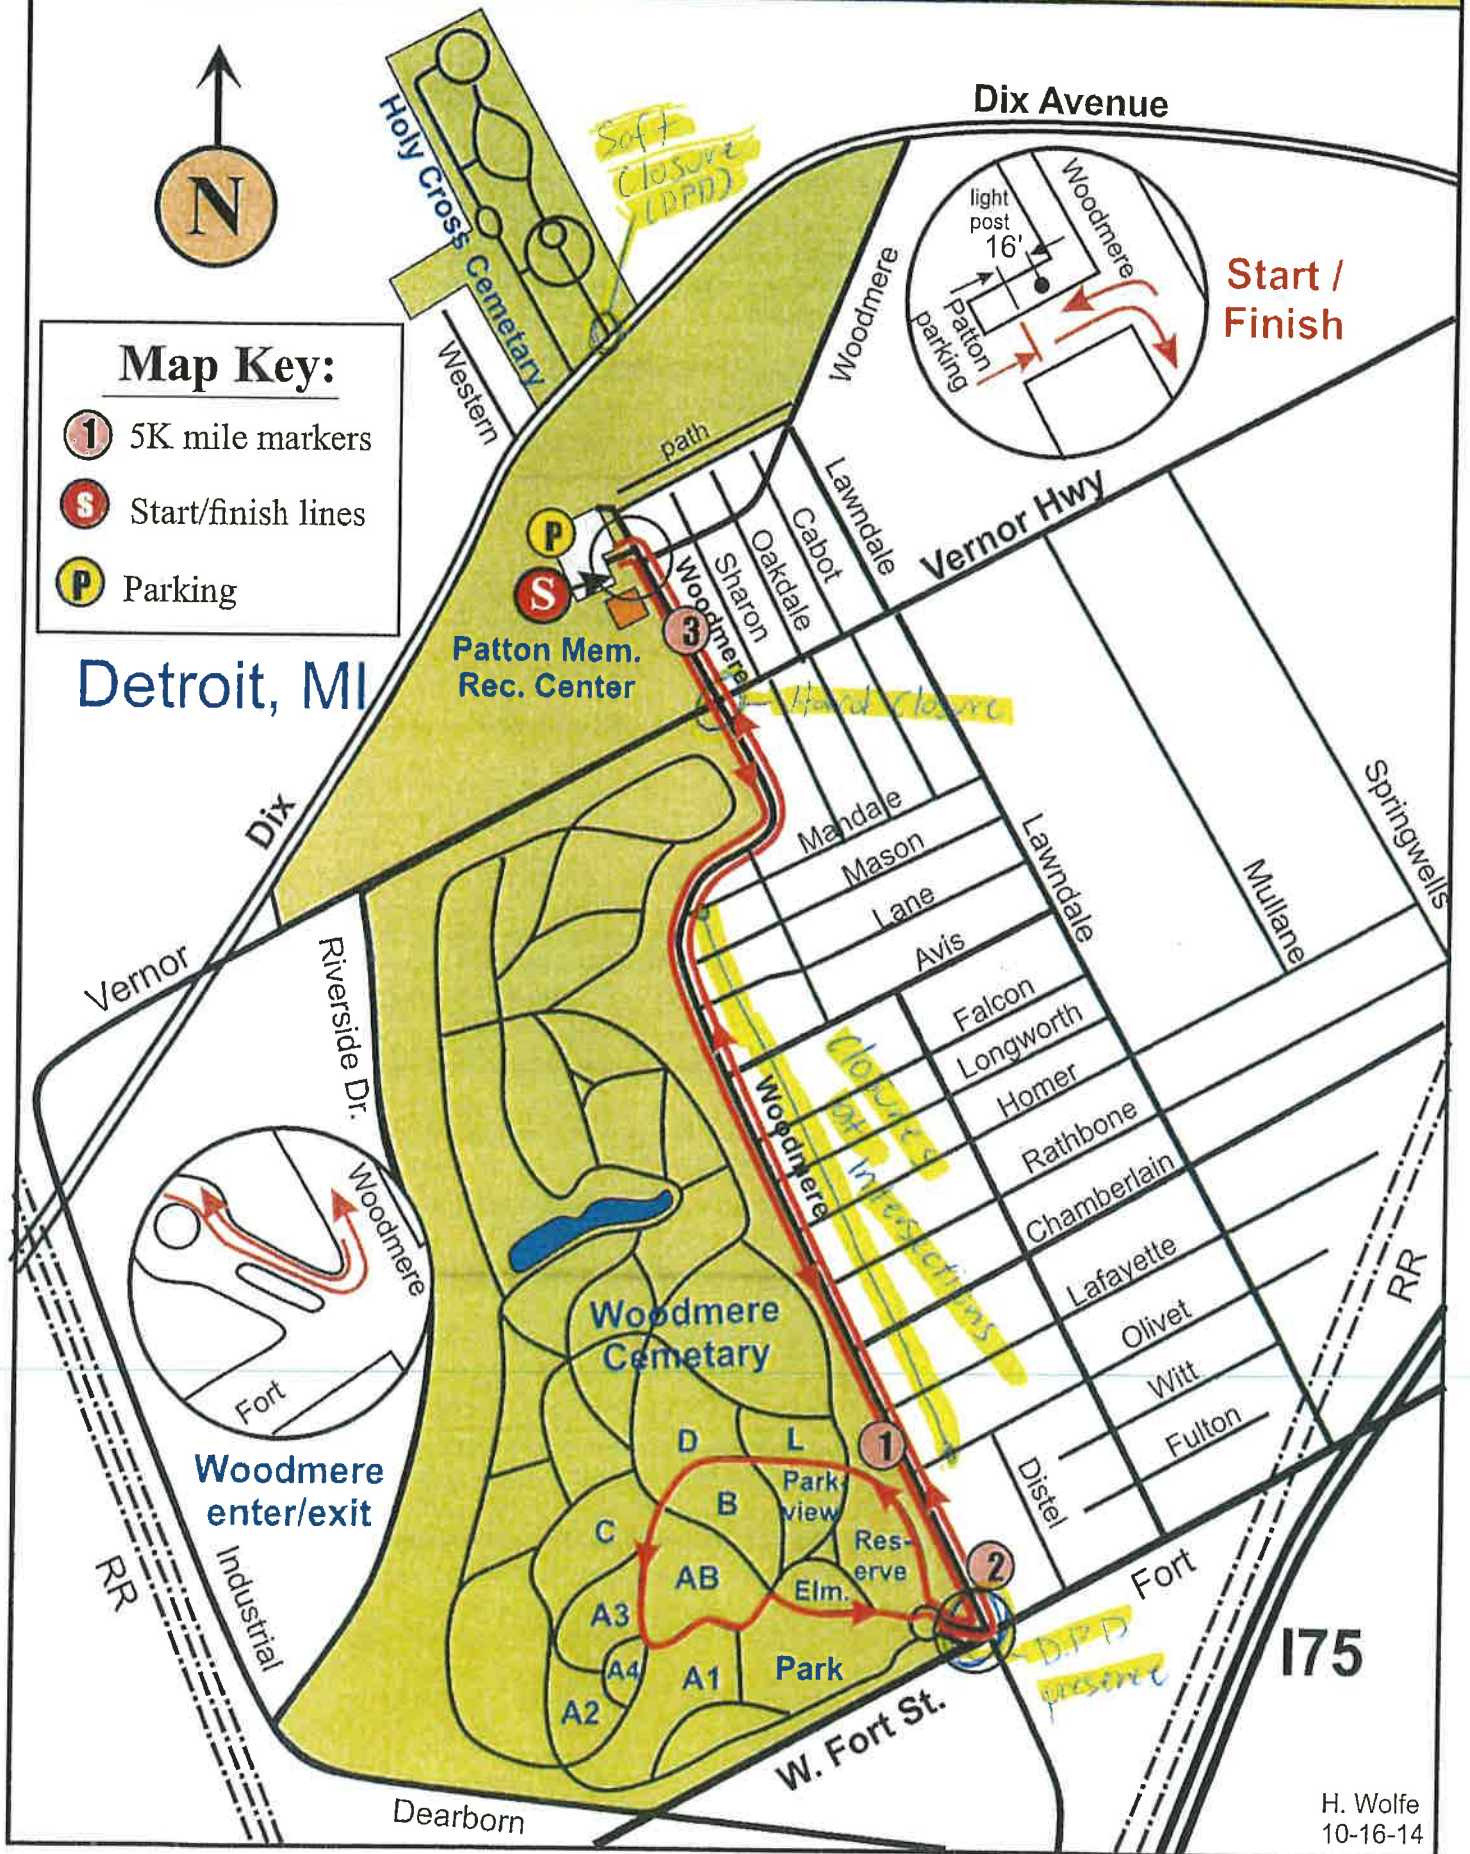 Dix Avenue
N
Holy Cross Cemetary
Soft
Closure
(DPD)
light
post
16'
Woodmere
Patton
parking
Start /
Finish
Woodmere
Map Key:
1 5K mile markers
S Start/finish lines
P Parking
Western
path
Lawndale
Vernor Hwy
Cabot
Oakdale
Sharon
Woodmere
P
S
3
Patton Mem.
Rec. Center
Detroit, MI
Hard Closure
Dix
Mandale
Mason
Lane
Avis
Lawndale
Springwells
Mullane
Vernor
Riverside Dr.
Falcon
Longworth
Homer
Rathbone
Chamberlain
Lafayette
Olivet
Witt
Fulton
Distel
Closures
at
Intersections
Woodmere
Woodmere
Fort
Woodmere
enter/exit
Woodmere
Cemetary
RR
D
L
1
Park
view
B
C
Res-
erve
AB
Elm.
2
A3
A4
A1
A2
Park
Fort
RR
Industrial
D.P.D
presence
I75
W. Fort St.
Dearborn
H. Wolfe
10-16-14